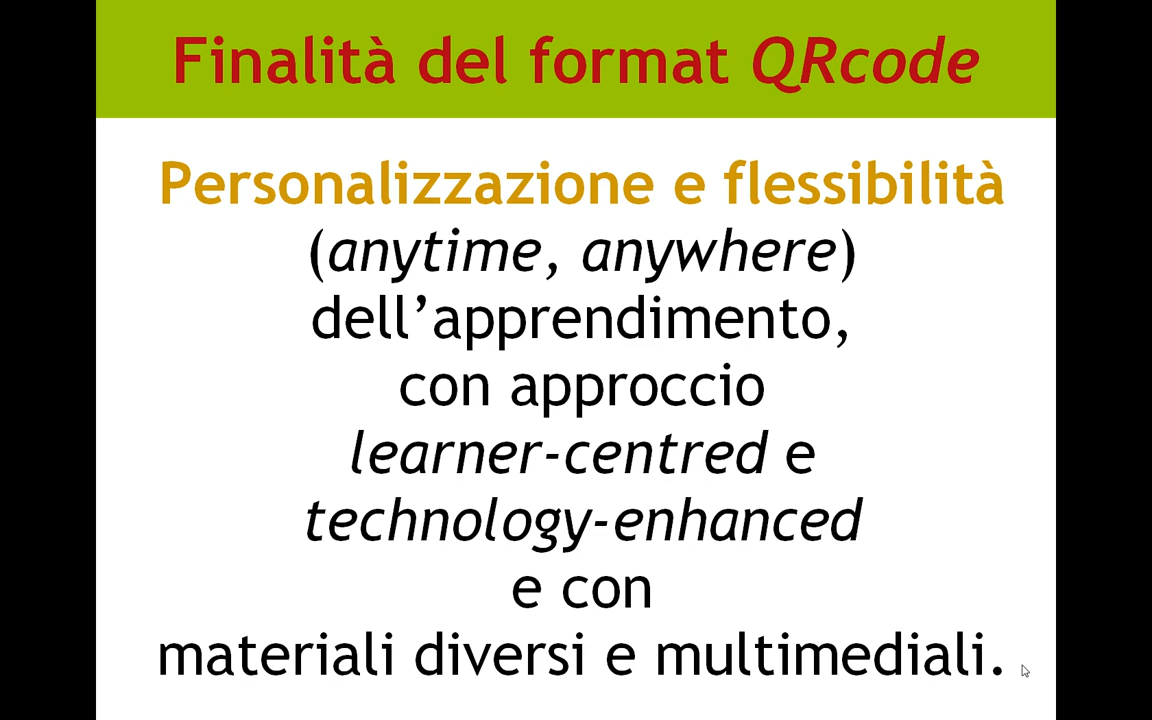 Finalità del format QRcode
Personalizzazione e flessibilità
(anytime, anywhere)
dell’apprendimento,
con approccio
learner-centred e
technology-enhanced
e con
materiali diversi e multimediali.